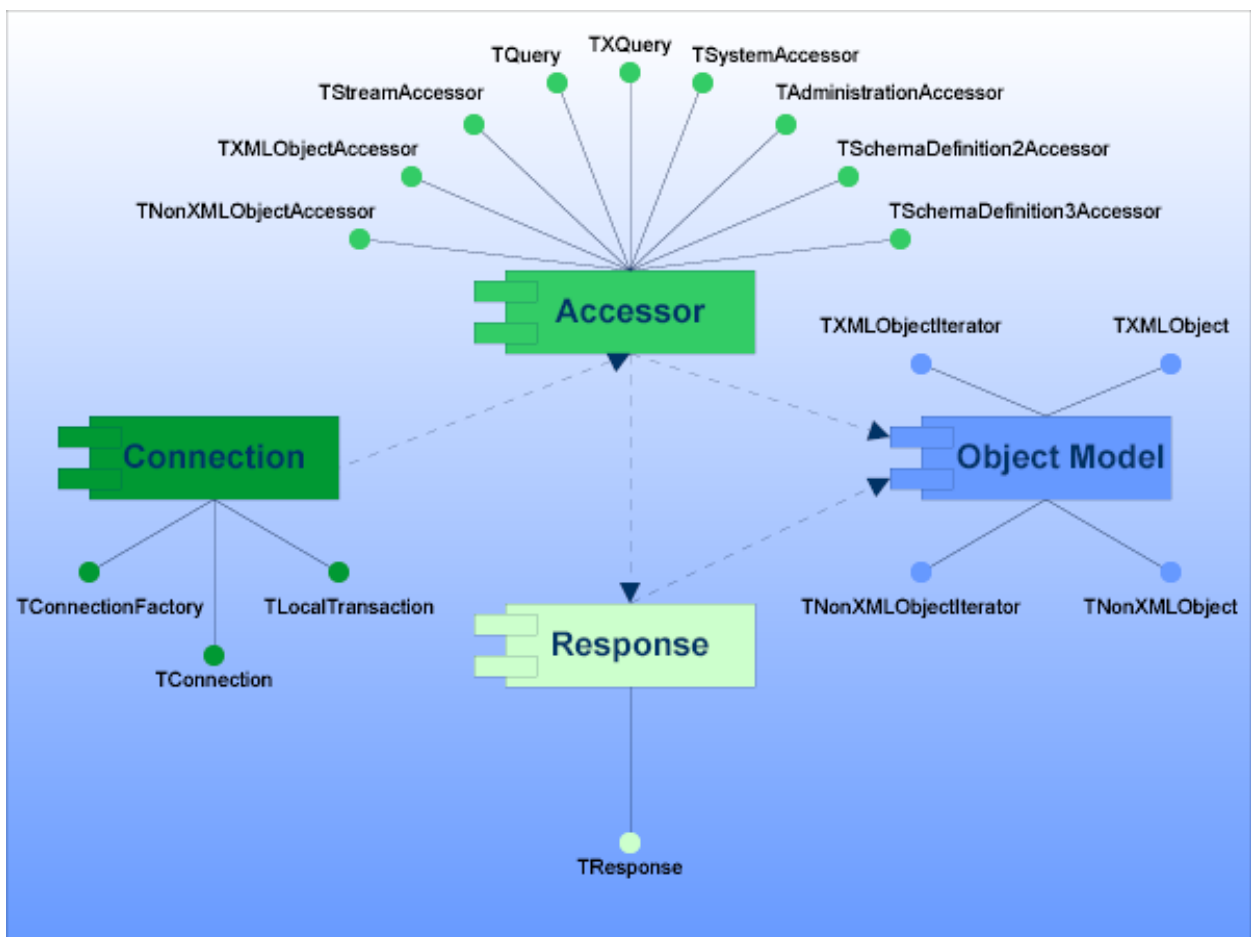 TXQuery
TQuery
TSystemAccessor
TStreamAccessor
TAdministrationAccessor
TXMLObjectAccessor
TSchemaDefinition2Accessor
TNonXMLObjectAccessor
TSchemaDefinition3Accessor
Accessor
TXMLObjectIterator
TXMLObject
Connection
Object Model
TConnectionFactory
TLocalTransaction
TNonXMLObjectIterator
TNonXMLObject
Response
TConnection
TResponse